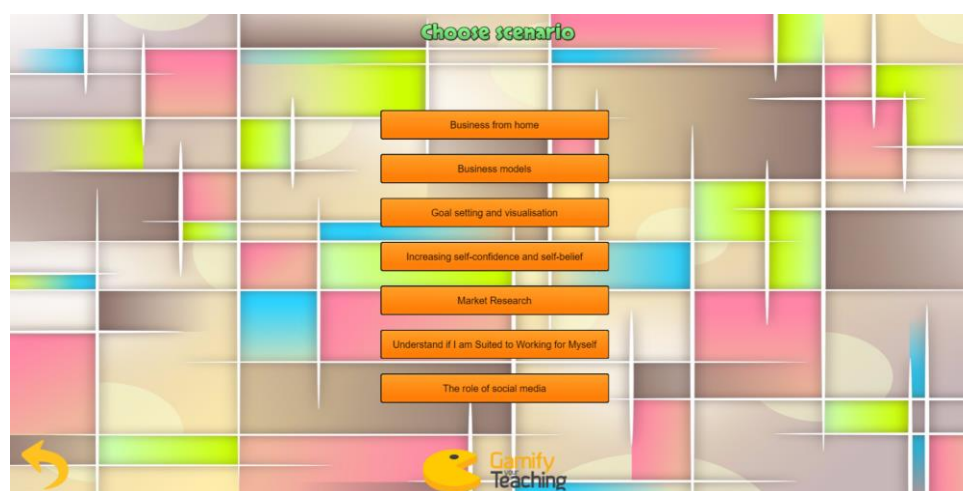 Choose scenario
Business from home
Business models
Goal setting and visualisation
Increasing self-confidence and self-belief
Market Research
Understand if I am Suited to Working for Myself
The role of social media
Gamify
your
Teaching